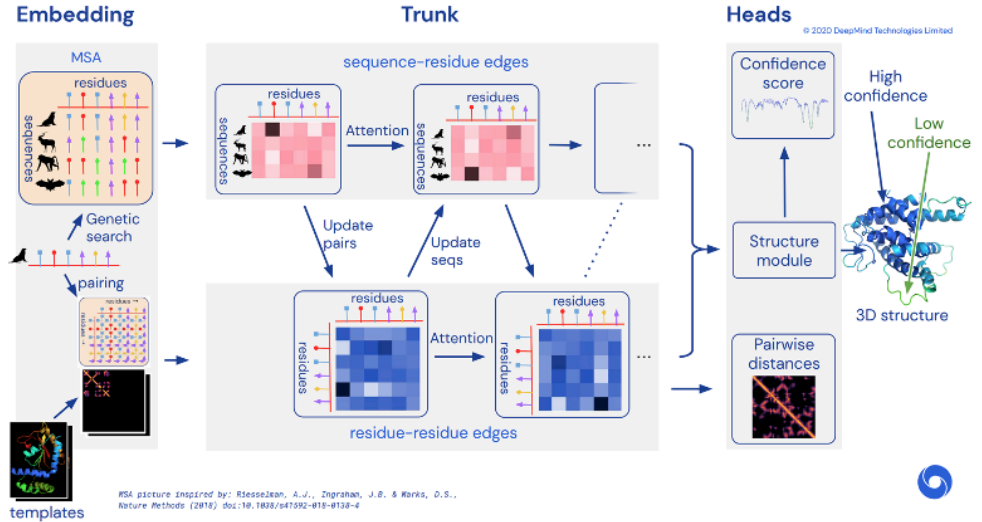 Embedding
Trunk
Heads
© 2020 DeepMind Technologies Limited
MSA
residues
sequences
Genetic
search
pairing
residues →
residues →
templates
sequence-residue edges
residues
sequences
Attention
residues
sequences
...
Update
pairs
Update
seqs
residues
residues
Attention
residues
residues
...
residue-residue edges
Confidence
score
High
confidence
Low
confidence
Structure
module
3D structure
Pairwise
distances
MSA picture inspired by: Riesselman, A.J., Ingraham, J.B. & Marks, D.S.,
Nature Methods (2018) doi:10.1038/s41592-018-0138-4